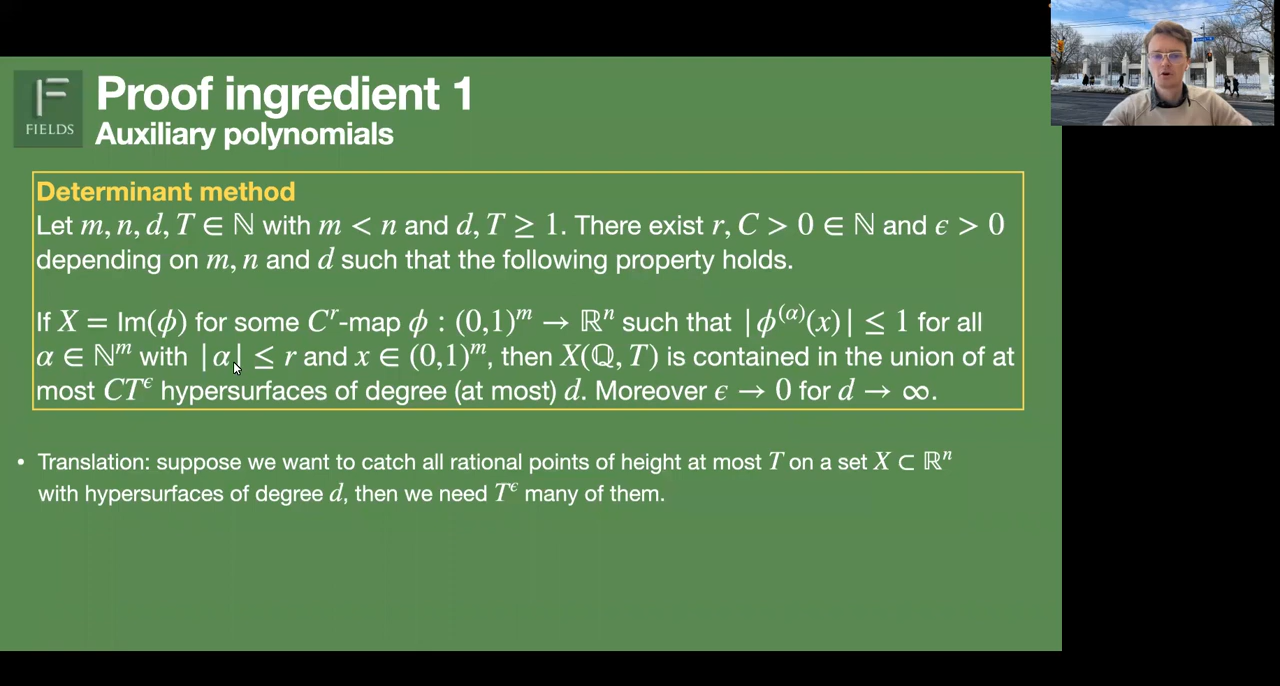 Proof ingredient 1
FIELDS
Auxiliary polynomials
Determinant method
Let m, n, d, T ∈ ℕ with m < n and d, T ≥ 1. There exist r, C > 0 ∈ ℕ and ϵ > 0
depending on m, n and d such that the following property holds.
If X = Im(ϕ) for some Cʳ-map ϕ : (0,1)ᵐ → ℝⁿ such that |ϕ⁽ᵅ⁾(x)| ≤ 1 for all
α ∈ ℕᵐ with |α| ≤ r and x ∈ (0,1)ᵐ, then X(ℚ, T) is contained in the union of at
most CT^ϵ hypersurfaces of degree (at most) d. Moreover ϵ → 0 for d → ∞.
• Translation: suppose we want to catch all rational points of height at most T on a set X ⊂ ℝⁿ
with hypersurfaces of degree d, then we need T^ϵ many of them.